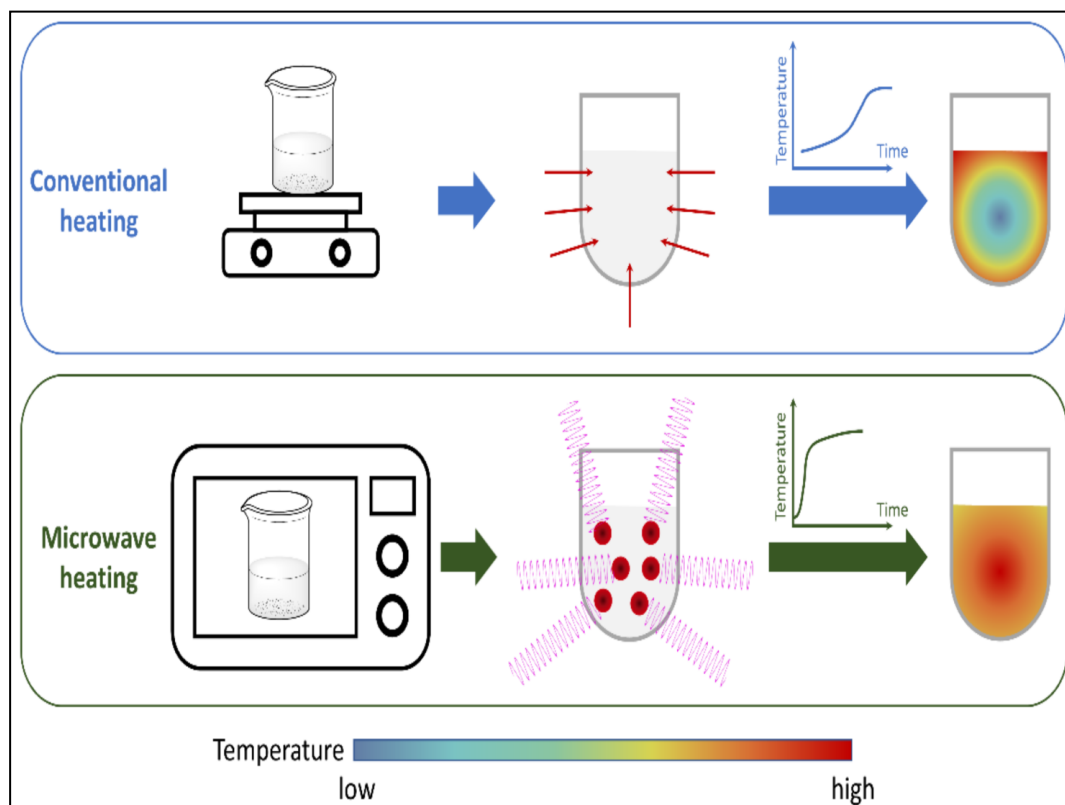 Conventional
heating
Temperature
Time
Microwave
heating
Temperature
Time
Temperature
low
high